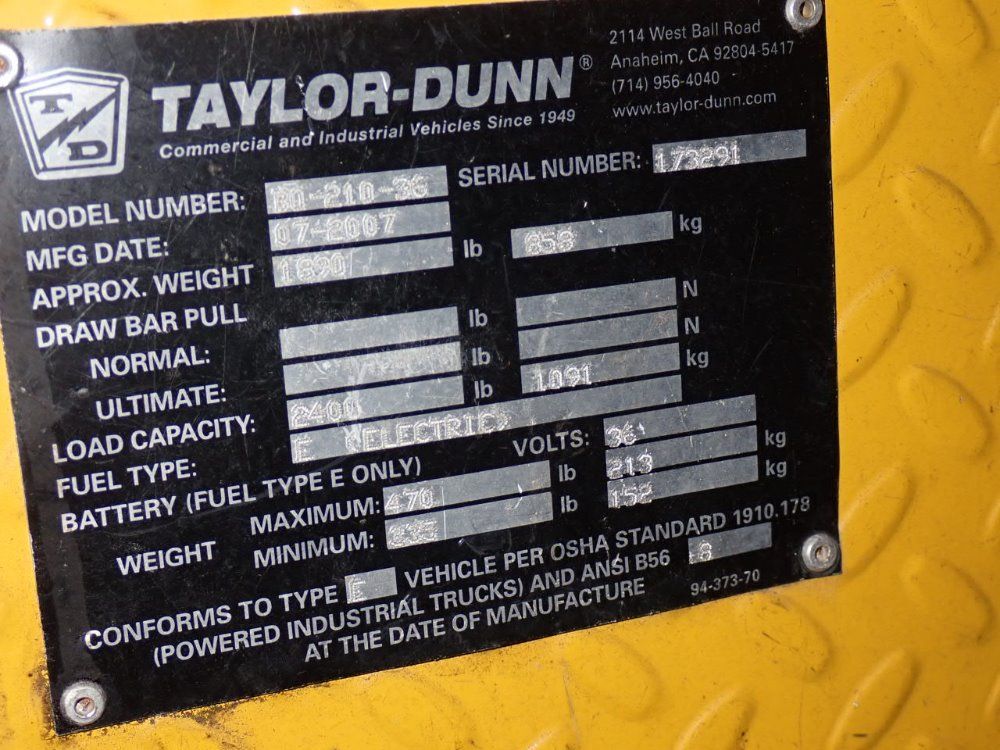 T D
TAYLOR-DUNN®
Commercial and Industrial Vehicles Since 1949
2114 West Ball Road
Anaheim, CA 92804-5417
(714) 956-4040
www.taylor-dunn.com
MODEL NUMBER: B0-210-36 SERIAL NUMBER: 173291
MFG DATE: 07-2007
APPROX. WEIGHT 1890 lb 858 kg
DRAW BAR PULL
NORMAL: lb N
ULTIMATE: lb N
LOAD CAPACITY: 2400 lb 1091 kg
FUEL TYPE: E (ELECTRIC)
BATTERY (FUEL TYPE E ONLY) VOLTS: 36
WEIGHT MAXIMUM: 470 lb 213 kg
MINIMUM: 335 lb 152 kg
CONFORMS TO TYPE E VEHICLE PER OSHA STANDARD 1910.178
(POWERED INDUSTRIAL TRUCKS) AND ANSI B56 .8
AT THE DATE OF MANUFACTURE
94-373-70